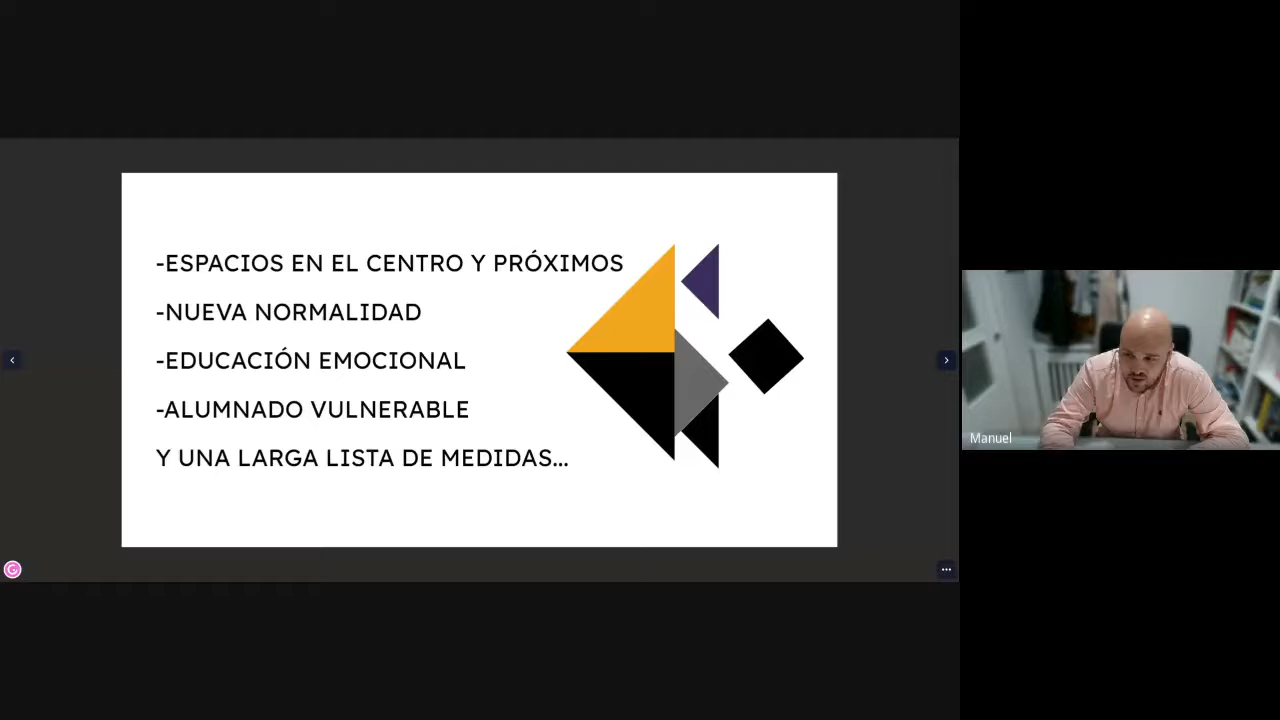 -ESPACIOS EN EL CENTRO Y PRÓXIMOS
-NUEVA NORMALIDAD
-EDUCACIÓN EMOCIONAL
-ALUMNADO VULNERABLE
Y UNA LARGA LISTA DE MEDIDAS...
Manuel